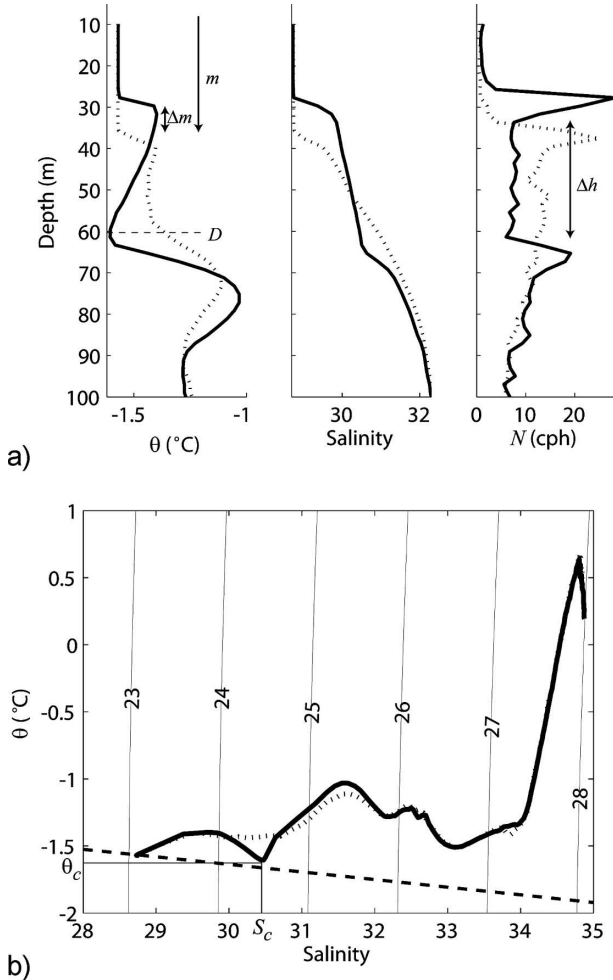 10
20
30
40
50
60
70
80
90
100
Depth (m)
m
Δm
D
-1.5
-1
θ (°C)
30
32
Salinity
Δh
0
10
20
N (cph)
a)
1
0.5
0
-0.5
-1
-1.5
θc
-2
θ (°C)
23
24
25
26
27
28
28
29
30
31
32
33
34
35
Sc
Salinity
b)